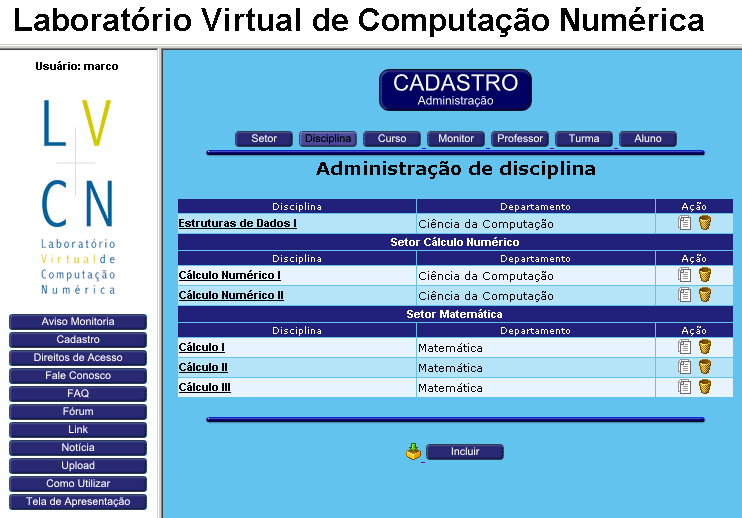 Laboratório Virtual de Computação Numérica
Usuário: marco
L V
C N
Laboratório
Virtual de
Computação
Numérica
Aviso Monitoria
Cadastro
Direitos de Acesso
Fale Conosco
FAQ
Fórum
Link
Notícia
Upload
Como Utilizar
Tela de Apresentação
CADASTRO
Administração
Setor Disciplina Curso Monitor Professor Turma Aluno
Administração de disciplina
Disciplina Departamento Ação
Estruturas de Dados I Ciência da Computação
Setor Cálculo Numérico
Disciplina Departamento Ação
Cálculo Numérico I Ciência da Computação
Cálculo Numérico II Ciência da Computação
Setor Matemática
Disciplina Departamento Ação
Cálculo I Matemática
Cálculo II Matemática
Cálculo III Matemática
Incluir